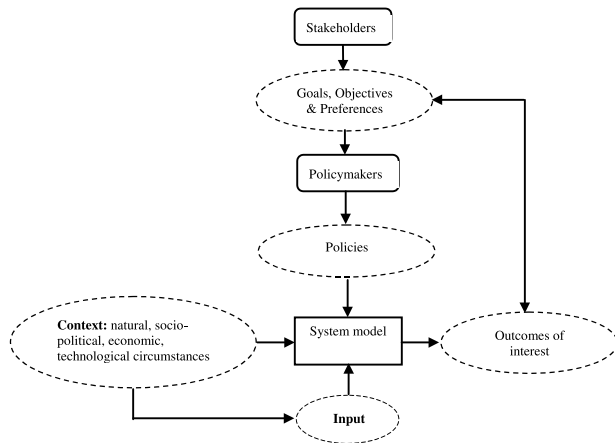 Stakeholders
Goals, Objectives
& Preferences
Policymakers
Policies
Context: natural, socio-
political, economic,
technological circumstances
System model
Outcomes of
interest
Input